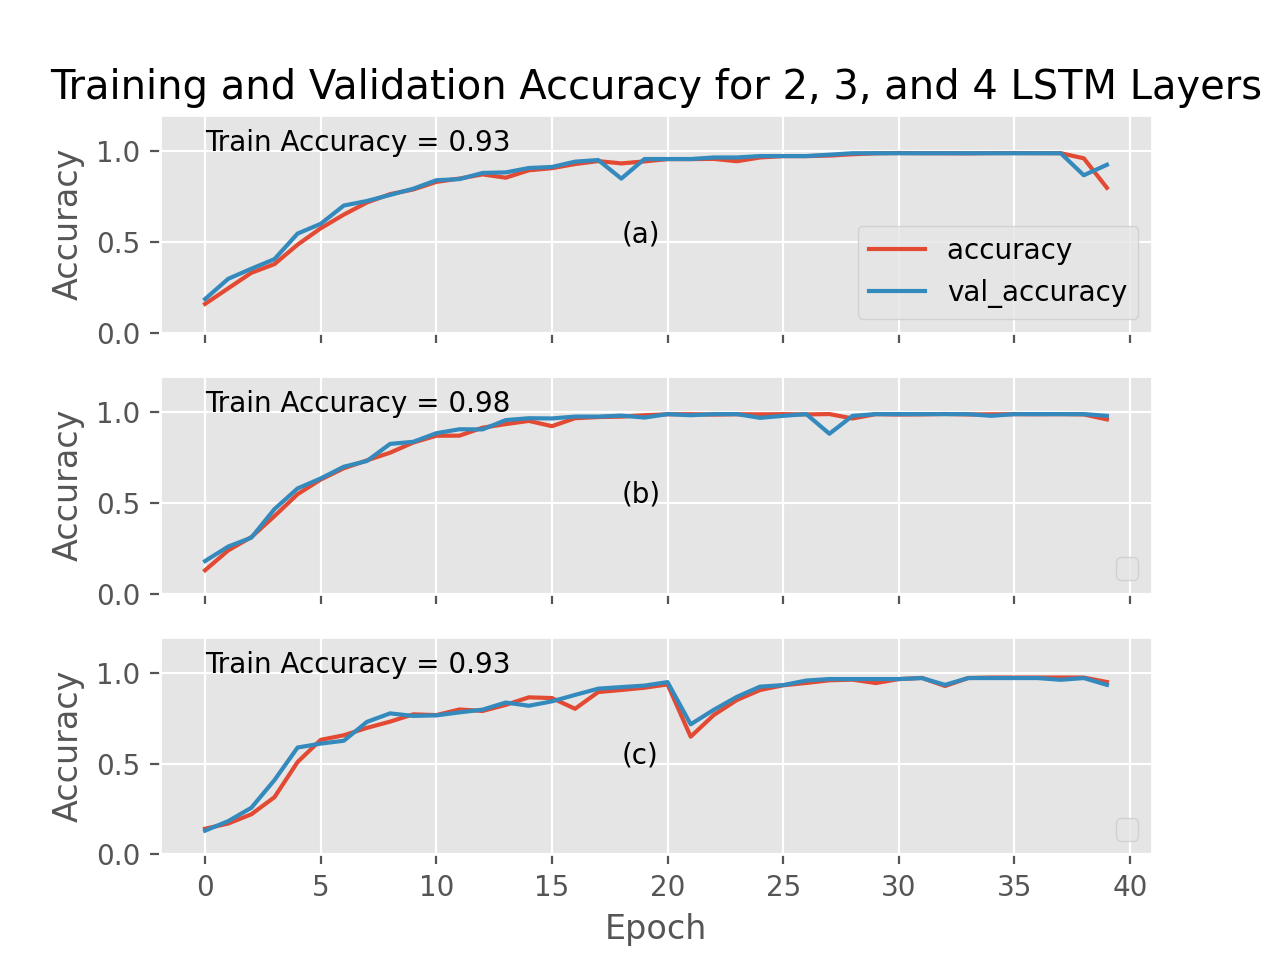 Training and Validation Accuracy for 2, 3, and 4 LSTM Layers
Train Accuracy = 0.93
1.0
0.5
0.0
Accuracy
(a)
accuracy
val_accuracy
Train Accuracy = 0.98
1.0
0.5
0.0
Accuracy
(b)
Train Accuracy = 0.93
1.0
0.5
0.0
Accuracy
(c)
0 5 10 15 20 25 30 35 40
Epoch